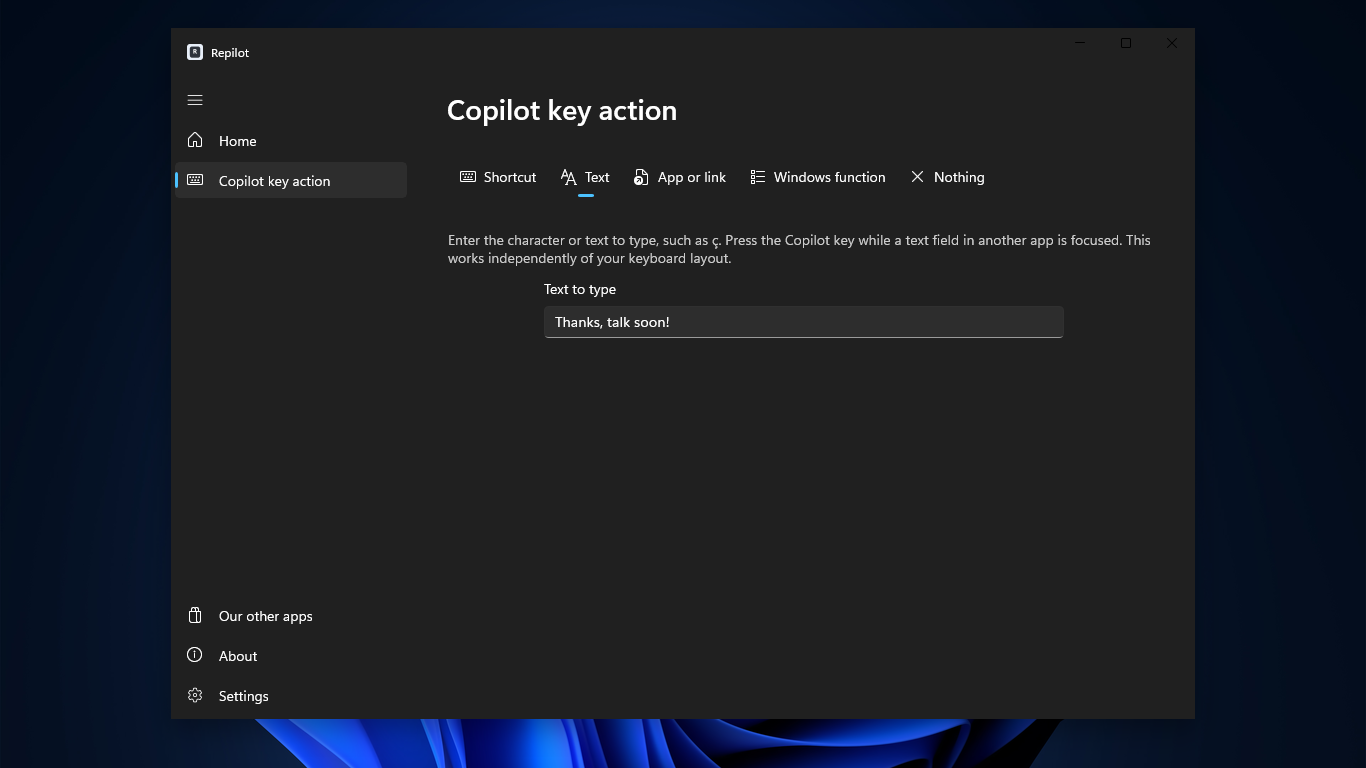 Repilot
Home
Copilot key action
Copilot key action
Shortcut
Text
App or link
Windows function
Nothing
Enter the character or text to type, such as ç. Press the Copilot key while a text field in another app is focused. This
works independently of your keyboard layout.
Text to type
Thanks, talk soon!
Our other apps
About
Settings